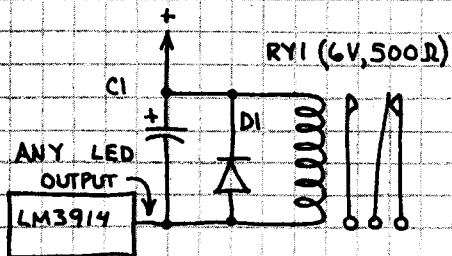 +
RY1 (6V, 500Ω)
C1
+
D1
ANY LED
OUTPUT
LM3914